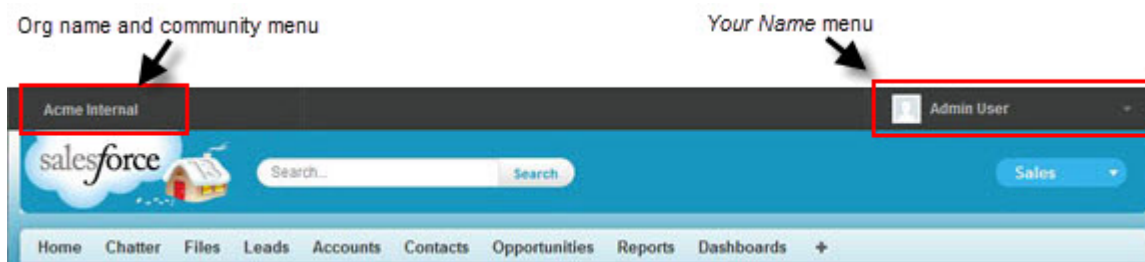 Org name and community menu
Your Name menu
Acme Internal
Admin User
salesforce
Search...
Search
Sales
Home Chatter Files Leads Accounts Contacts Opportunities Reports Dashboards +